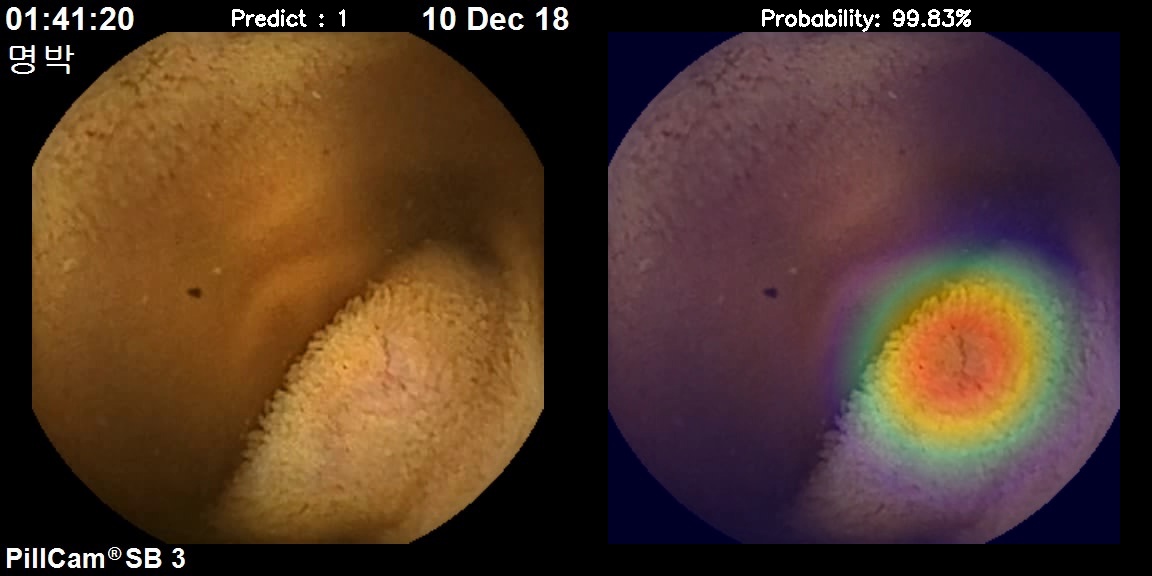 01:41:20
Predict : 1
10 Dec 18
Probability: 99.83%
명박
PillCam® SB 3